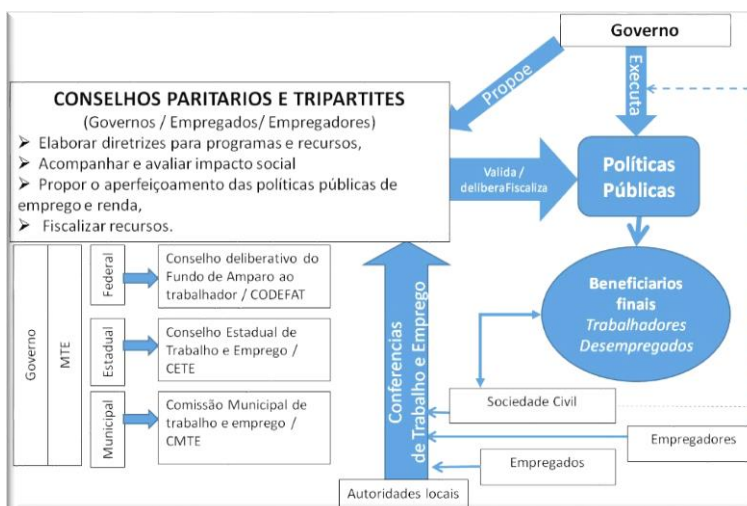 Governo
Propoe
Executa
CONSELHOS PARITARIOS E TRIPARTITES
(Governos / Empregados/ Empregadores)
➢ Elaborar diretrizes para programas e recursos,
➢ Acompanhar e avaliar impacto social
➢ Propor o aperfeiçoamento das políticas públicas de
emprego e renda,
➢ Fiscalizar recursos.
Valida /
deliberaFiscaliza
Políticas
Públicas
Governo
MTE
Federal
Conselho deliberativo do
Fundo de Amparo ao
trabalhador / CODEFAT
Estadual
Conselho Estadual de
Trabalho e Emprego /
CETE
Municipal
Comissão Municipal de
trabalho e emprego /
CMTE
Conferencias
de Trabalho e Emprego
Beneficiarios
finais
Trabalhadores
Desempregados
Sociedade Civil
Empregadores
Empregados
Autoridades locais